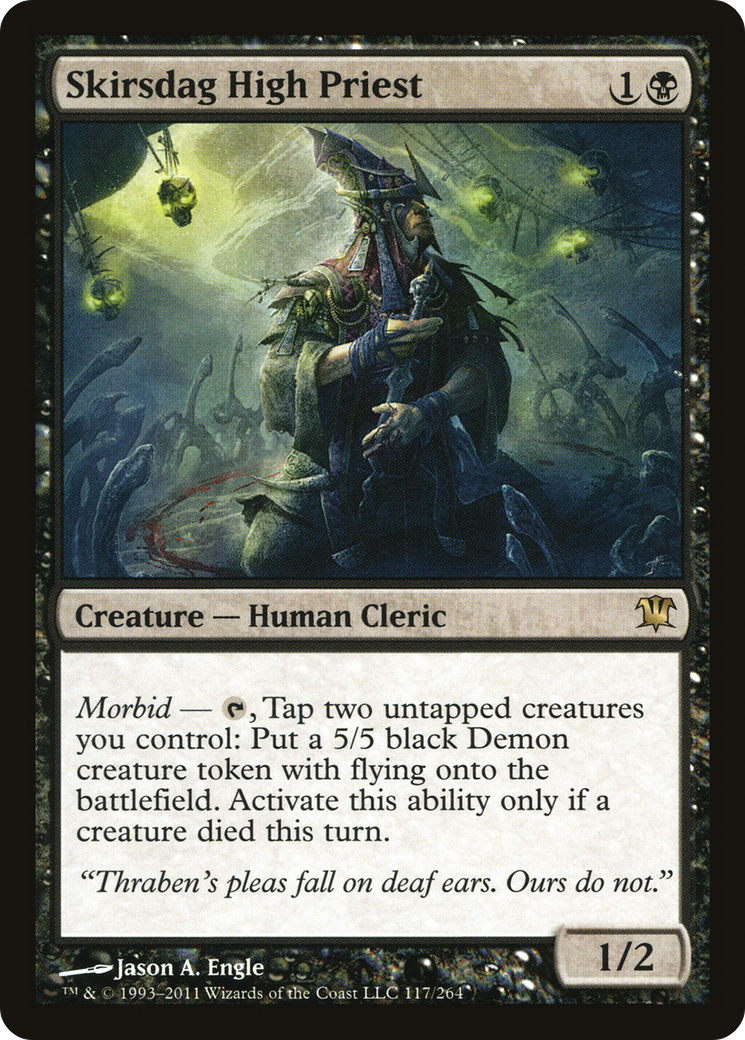 Skirsdag High Priest 1
Creature — Human Cleric
Morbid — , Tap two untapped creatures
you control: Put a 5/5 black Demon
creature token with flying onto the
battlefield. Activate this ability only if a
creature died this turn.
“Thraben’s pleas fall on deaf ears. Ours do not.”
1/2
Jason A. Engle
™ & © 1993–2011 Wizards of the Coast LLC 117/264